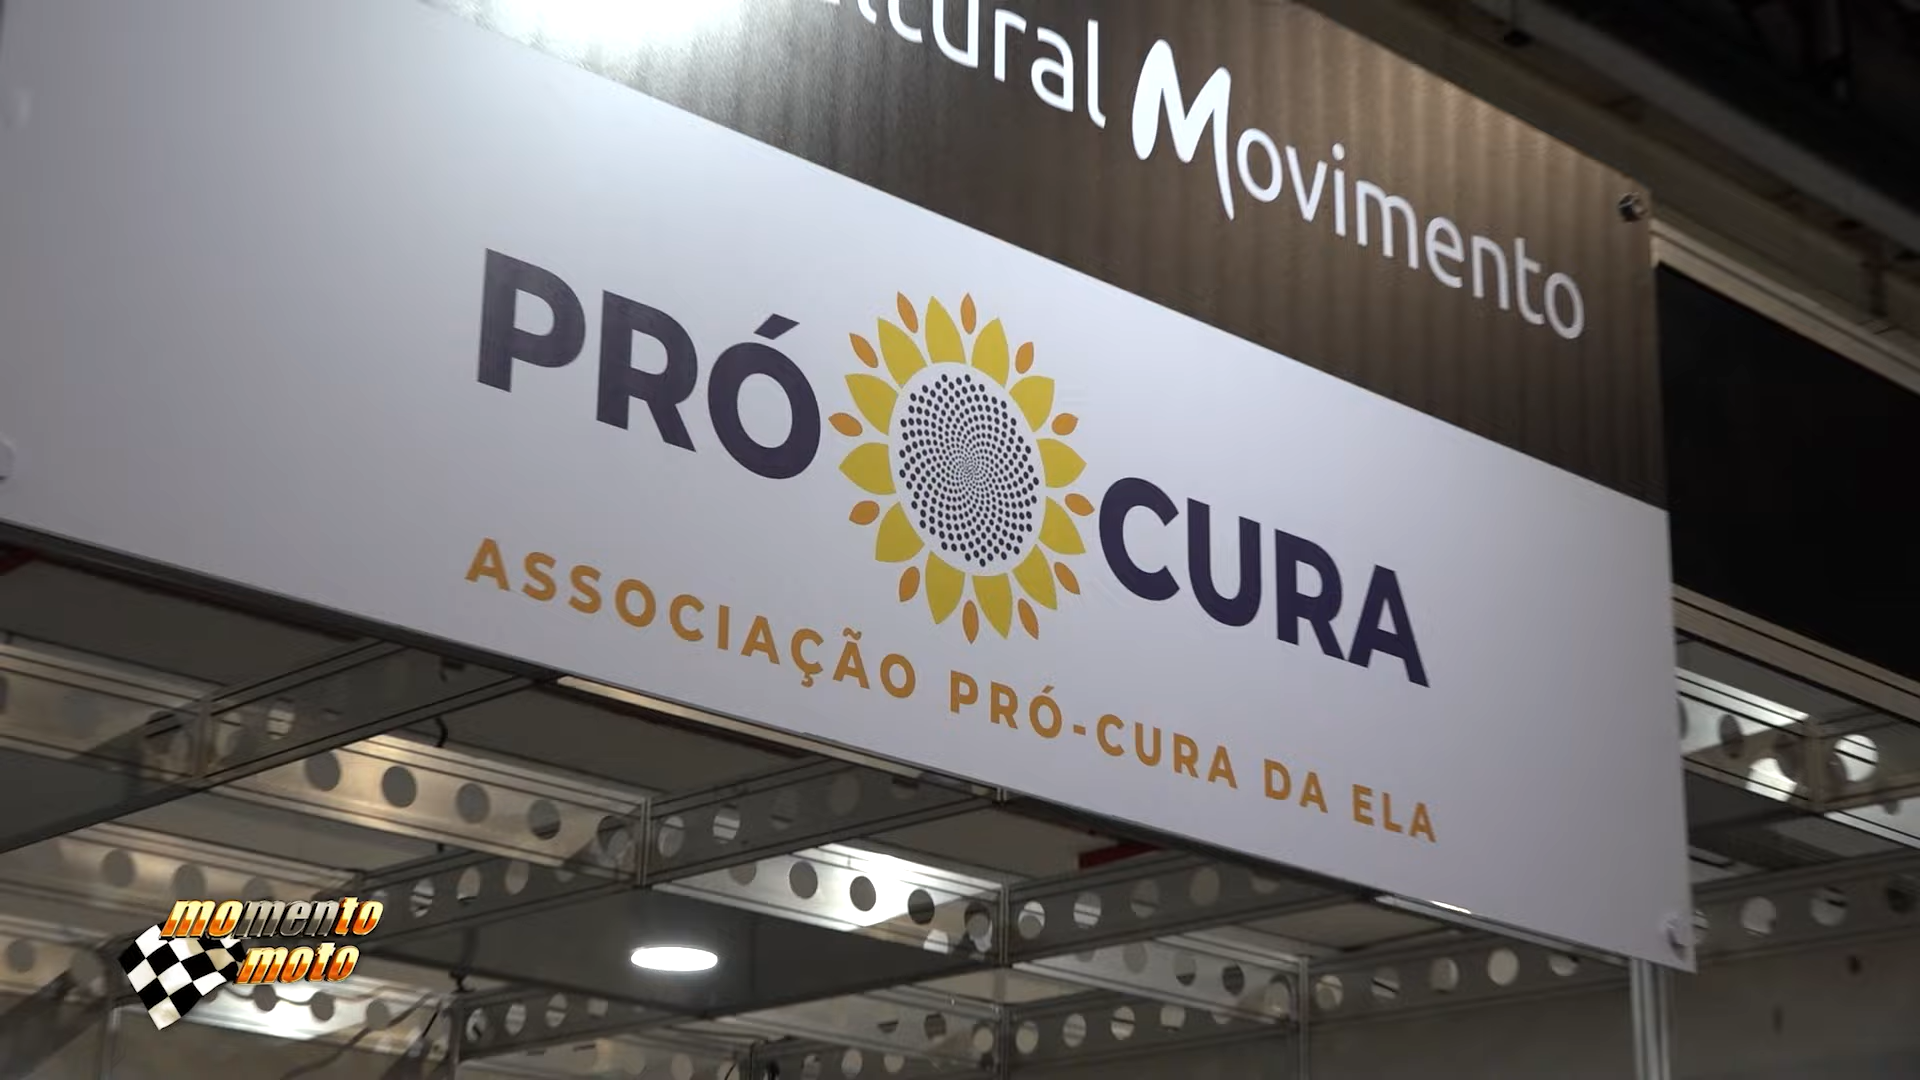 Movimento
PRÓ CURA
ASSOCIAÇÃO PRÓ-CURA DA ELA
momento
moto